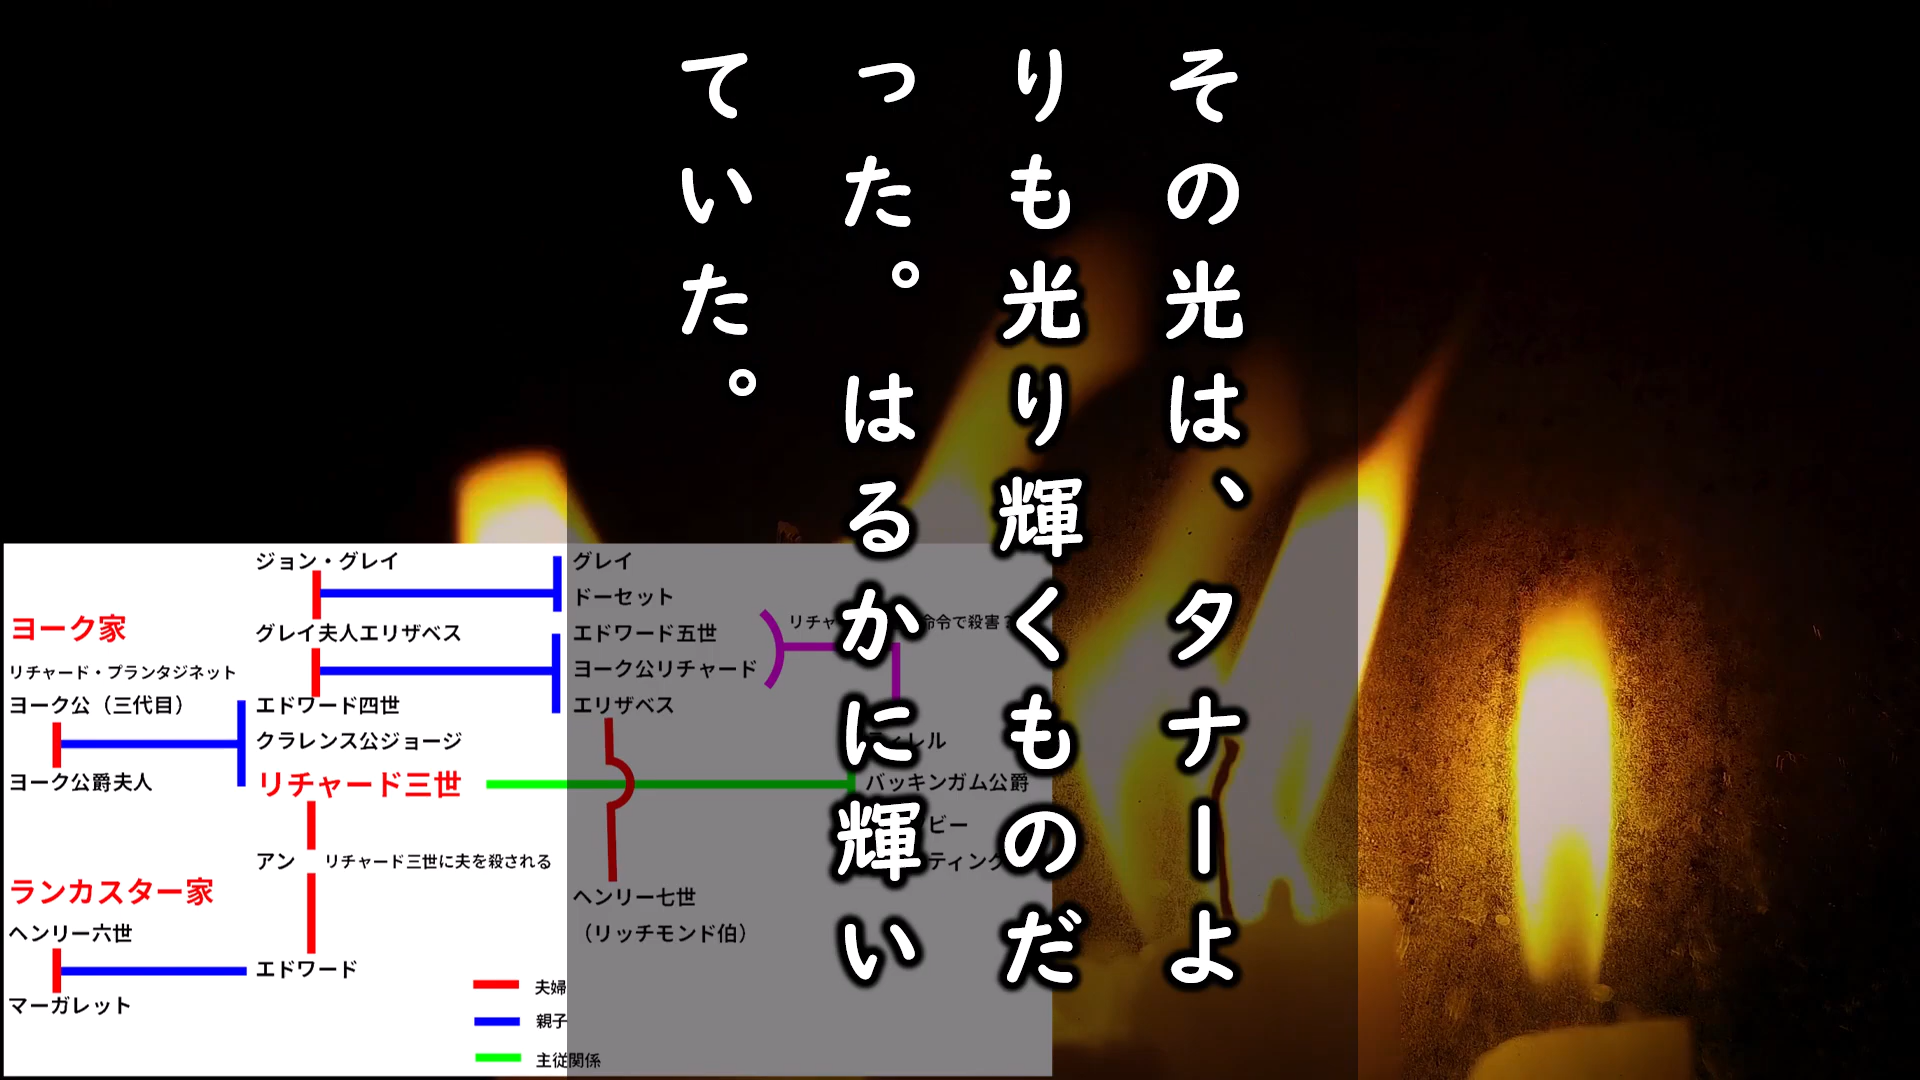 その光は、タナーよ
りも光り輝くものだ
った。はるかに輝い
ていた。
ジョン・グレイ
グレイ
ドーセット
ヨーク家
グレイ夫人エリザベス
エドワード五世
リチャ
命令で殺害？
リチャード・プランタジネット
ヨーク公リチャード
ヨーク公（三代目）
エドワード四世
エリザベス
クラレンス公ジョージ
ティレル
ヨーク公爵夫人
リチャード三世
バッキンガム公爵
ビー
アン
リチャード三世に夫を殺される
ティング
ランカスター家
ヘンリー七世
ヘンリー六世
（リッチモンド伯）
エドワード
マーガレット
夫婦
親子
主従関係